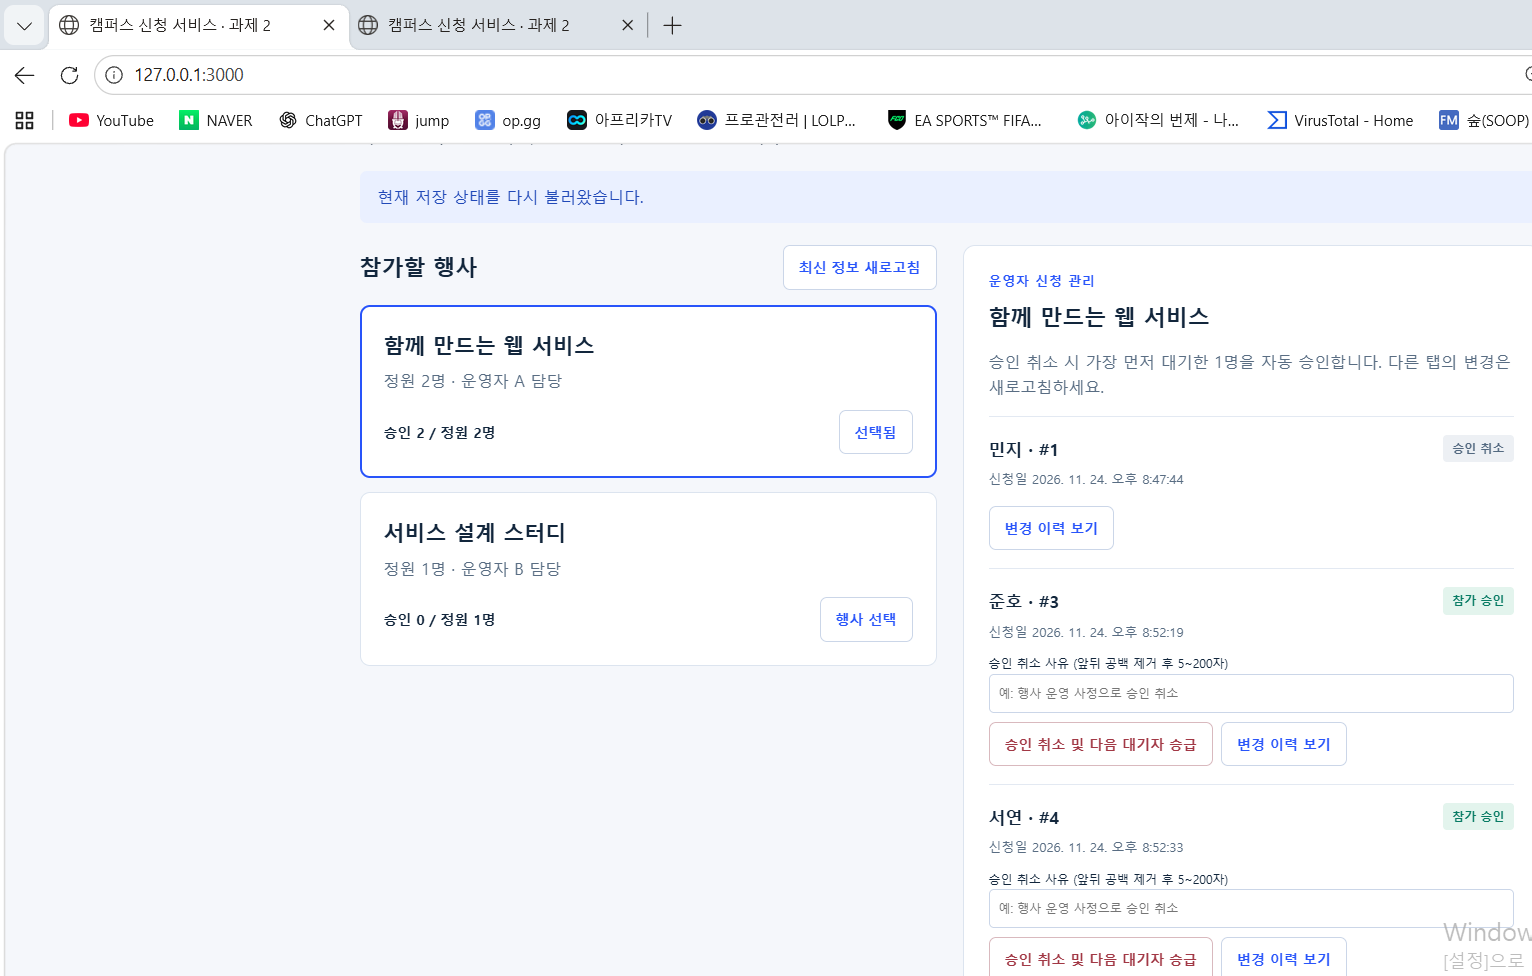 캠퍼스 신청 서비스 · 과제 2
캠퍼스 신청 서비스 · 과제 2
127.0.0.1:3000
YouTube
NAVER
ChatGPT
jump
op.gg
아프리카TV
프로관전러 | LOLP...
EA SPORTS™ FIFA...
아이작의 번제 - 나...
VirusTotal - Home
FM 숲(SOOP)
현재 저장 상태를 다시 불러왔습니다.
참가할 행사
최신 정보 새로고침
함께 만드는 웹 서비스
정원 2명 · 운영자 A 담당
승인 2 / 정원 2명
선택됨
서비스 설계 스터디
정원 1명 · 운영자 B 담당
승인 0 / 정원 1명
행사 선택
운영자 신청 관리
함께 만드는 웹 서비스
승인 취소 시 가장 먼저 대기한 1명을 자동 승인합니다. 다른 탭의 변경은
새로고침하세요.
민지 · #1
승인 취소
신청일 2026. 11. 24. 오후 8:47:44
변경 이력 보기
준호 · #3
참가 승인
신청일 2026. 11. 24. 오후 8:52:19
승인 취소 사유 (앞뒤 공백 제거 후 5~200자)
예: 행사 운영 사정으로 승인 취소
승인 취소 및 다음 대기자 승급
변경 이력 보기
서연 · #4
참가 승인
신청일 2026. 11. 24. 오후 8:52:33
승인 취소 사유 (앞뒤 공백 제거 후 5~200자)
예: 행사 운영 사정으로 승인 취소
승인 취소 및 다음 대기자 승급
변경 이력 보기
Window
[설정]으로